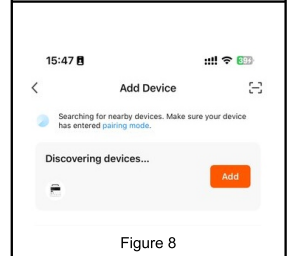 15:47
39
Add Device
Searching for nearby devices. Make sure your device
has entered pairing mode.
Discovering devices...
Add
Figure 8